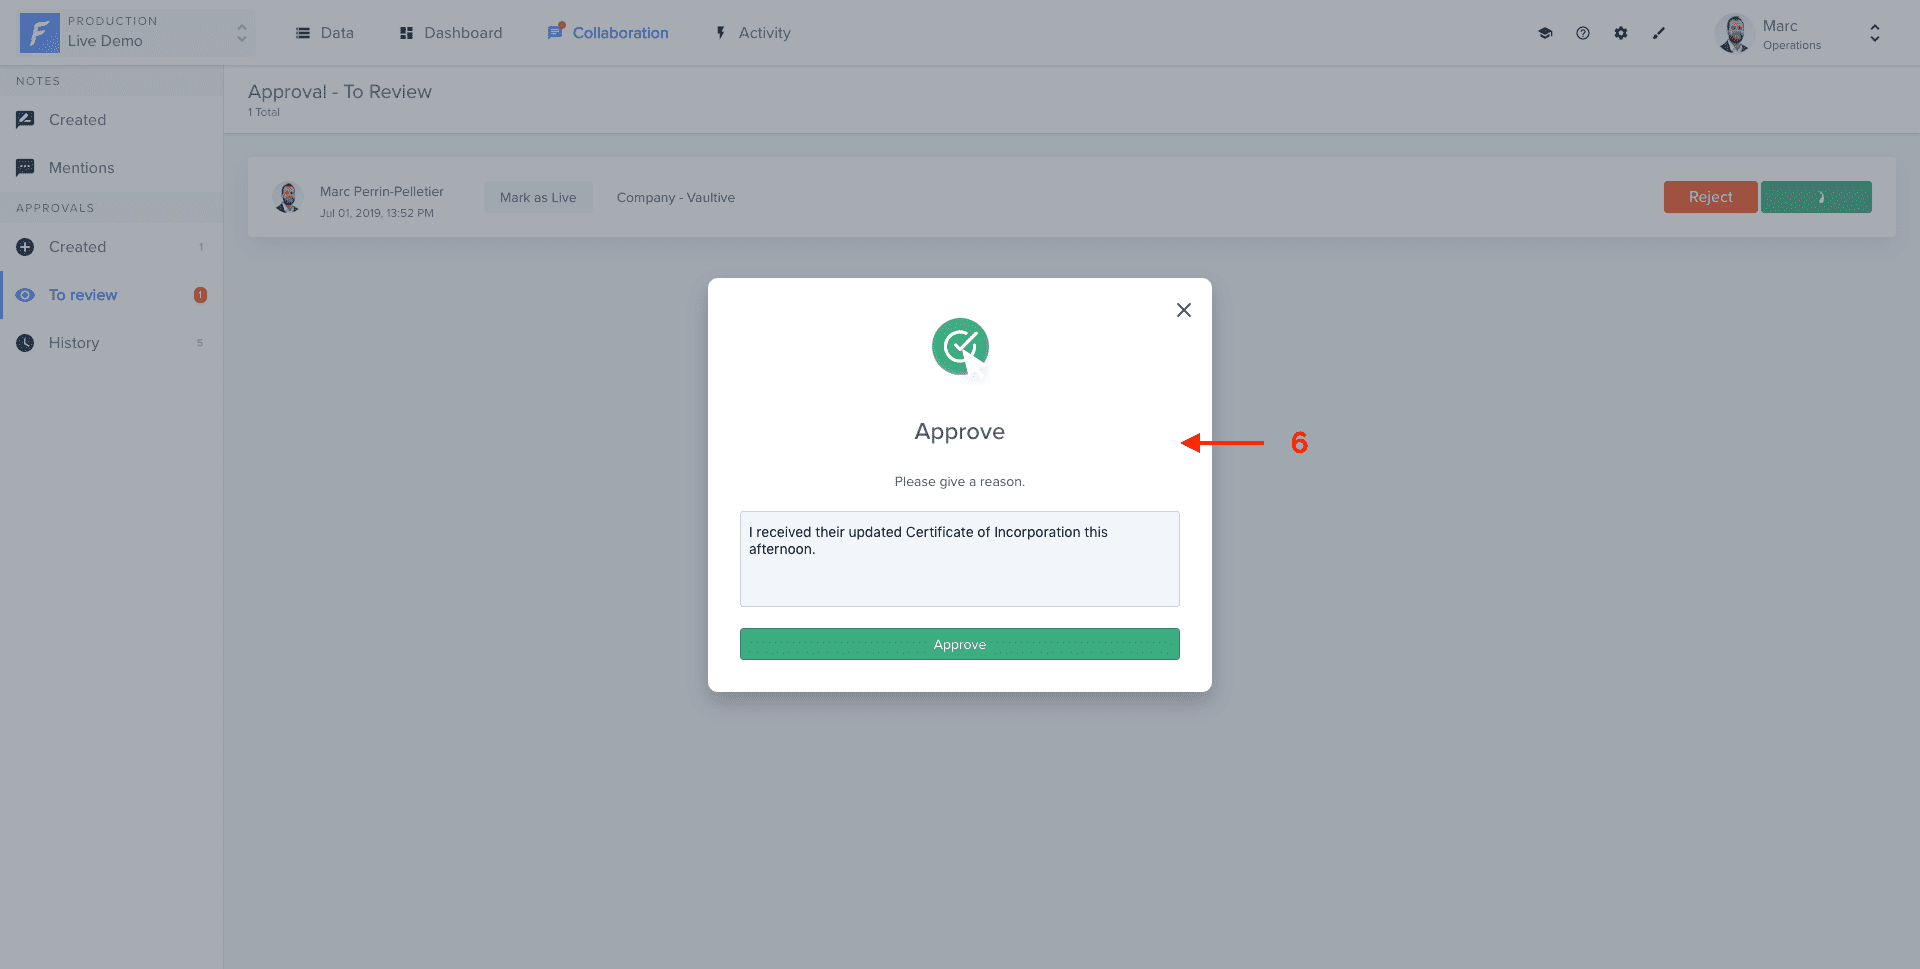 PRODUCTION
Live Demo
Data
Dashboard
Collaboration
Activity
Marc
Operations
NOTES
Created
Mentions
APPROVALS
Created
1
To review
1
History
5
Approval - To Review
1 Total
Marc Perrin-Pelletier
Jul 01, 2019, 13:52 PM
Mark as Live
Company - Vaultive
Reject
Approve
Please give a reason.
I received their updated Certificate of Incorporation this
afternoon.
Approve
6